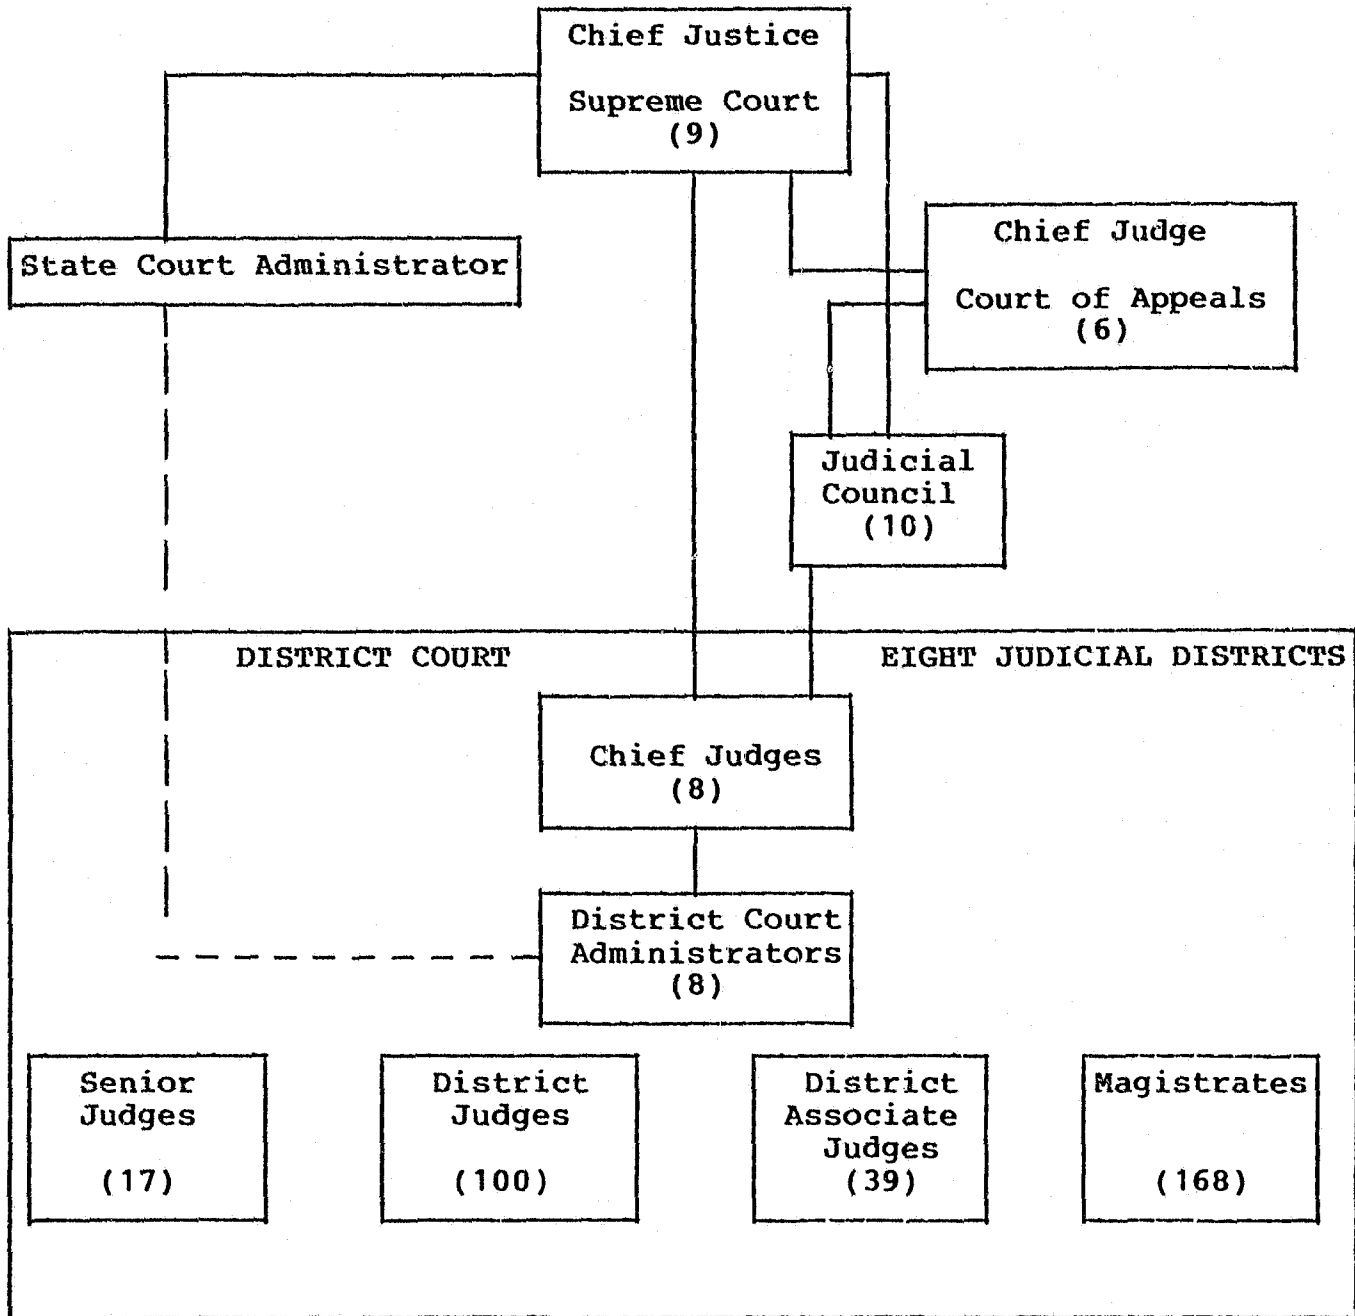 Chief Justice
Supreme Court
(9)
State Court Administrator
Chief Judge
Court of Appeals
(6)
Judicial
Council
(10)
DISTRICT COURT
EIGHT JUDICIAL DISTRICTS
Chief Judges
(8)
District Court
Administrators
(8)
Senior
Judges
(17)
District
Judges
(100)
District
Associate
Judges
(39)
Magistrates
(168)